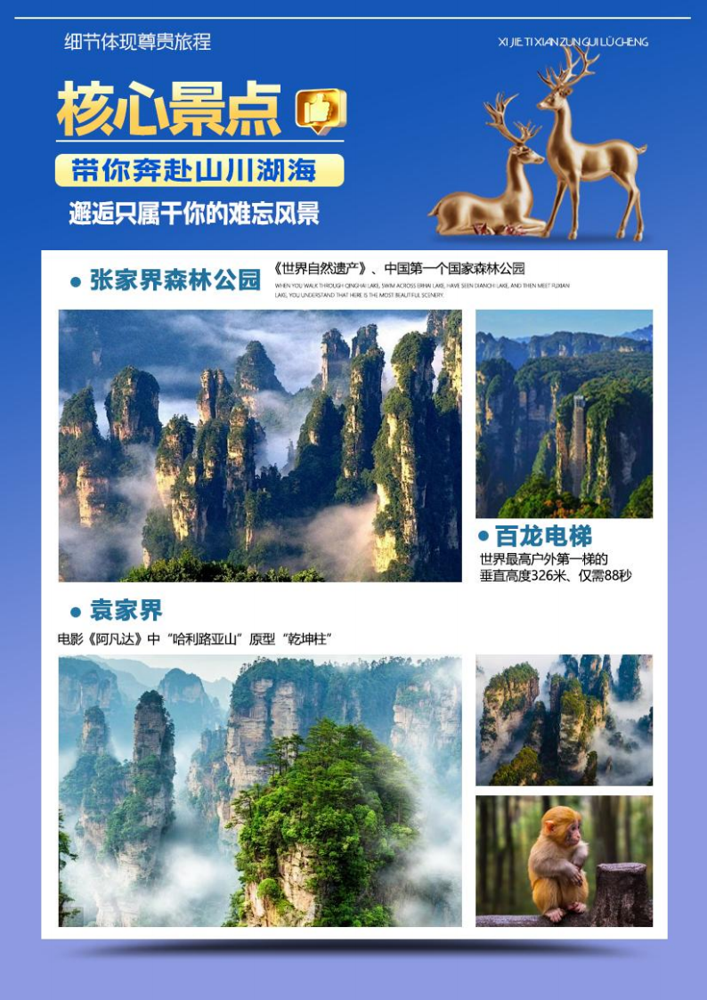 细节体现尊贵旅程
XI JIE TI XIAN ZUN GUI LÜ CHENG
核心景点
带你奔赴山川湖海
邂逅只属于你的难忘风景
张家界森林公园
《世界自然遗产》、中国第一个国家森林公园
WHEN YOU WALK THROUGH QINGHAI LAKE, SWIM ACROSS ERHAI LAKE, HAVE SEEN DIANCHI LAKE, AND THEN MEET FUXIAN
LAKE, YOU UNDERSTAND THAT HERE IS THE MOST BEAUTIFUL SCENERY.
百龙电梯
世界最高户外第一梯的
垂直高度326米、仅需88秒
袁家界
电影《阿凡达》中“哈利路亚山”原型“乾坤柱”